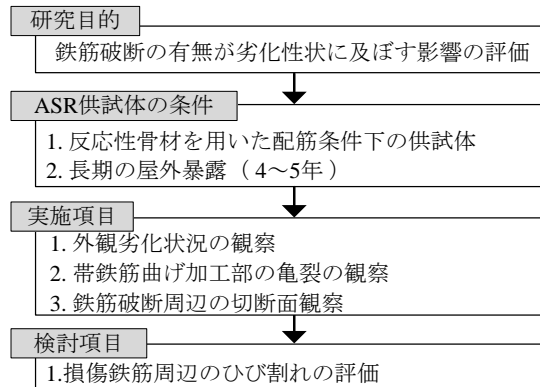 研究目的
鉄筋破断の有無が劣化性状に及ぼす影響の評価
ASR供試体の条件
1. 反応性骨材を用いた配筋条件下の供試体
2. 長期の屋外暴露（4～5年）
実施項目
1. 外観劣化状況の観察
2. 帯鉄筋曲げ加工部の亀裂の観察
3. 鉄筋破断周辺の切断面観察
検討項目
1.損傷鉄筋周辺のひび割れの評価